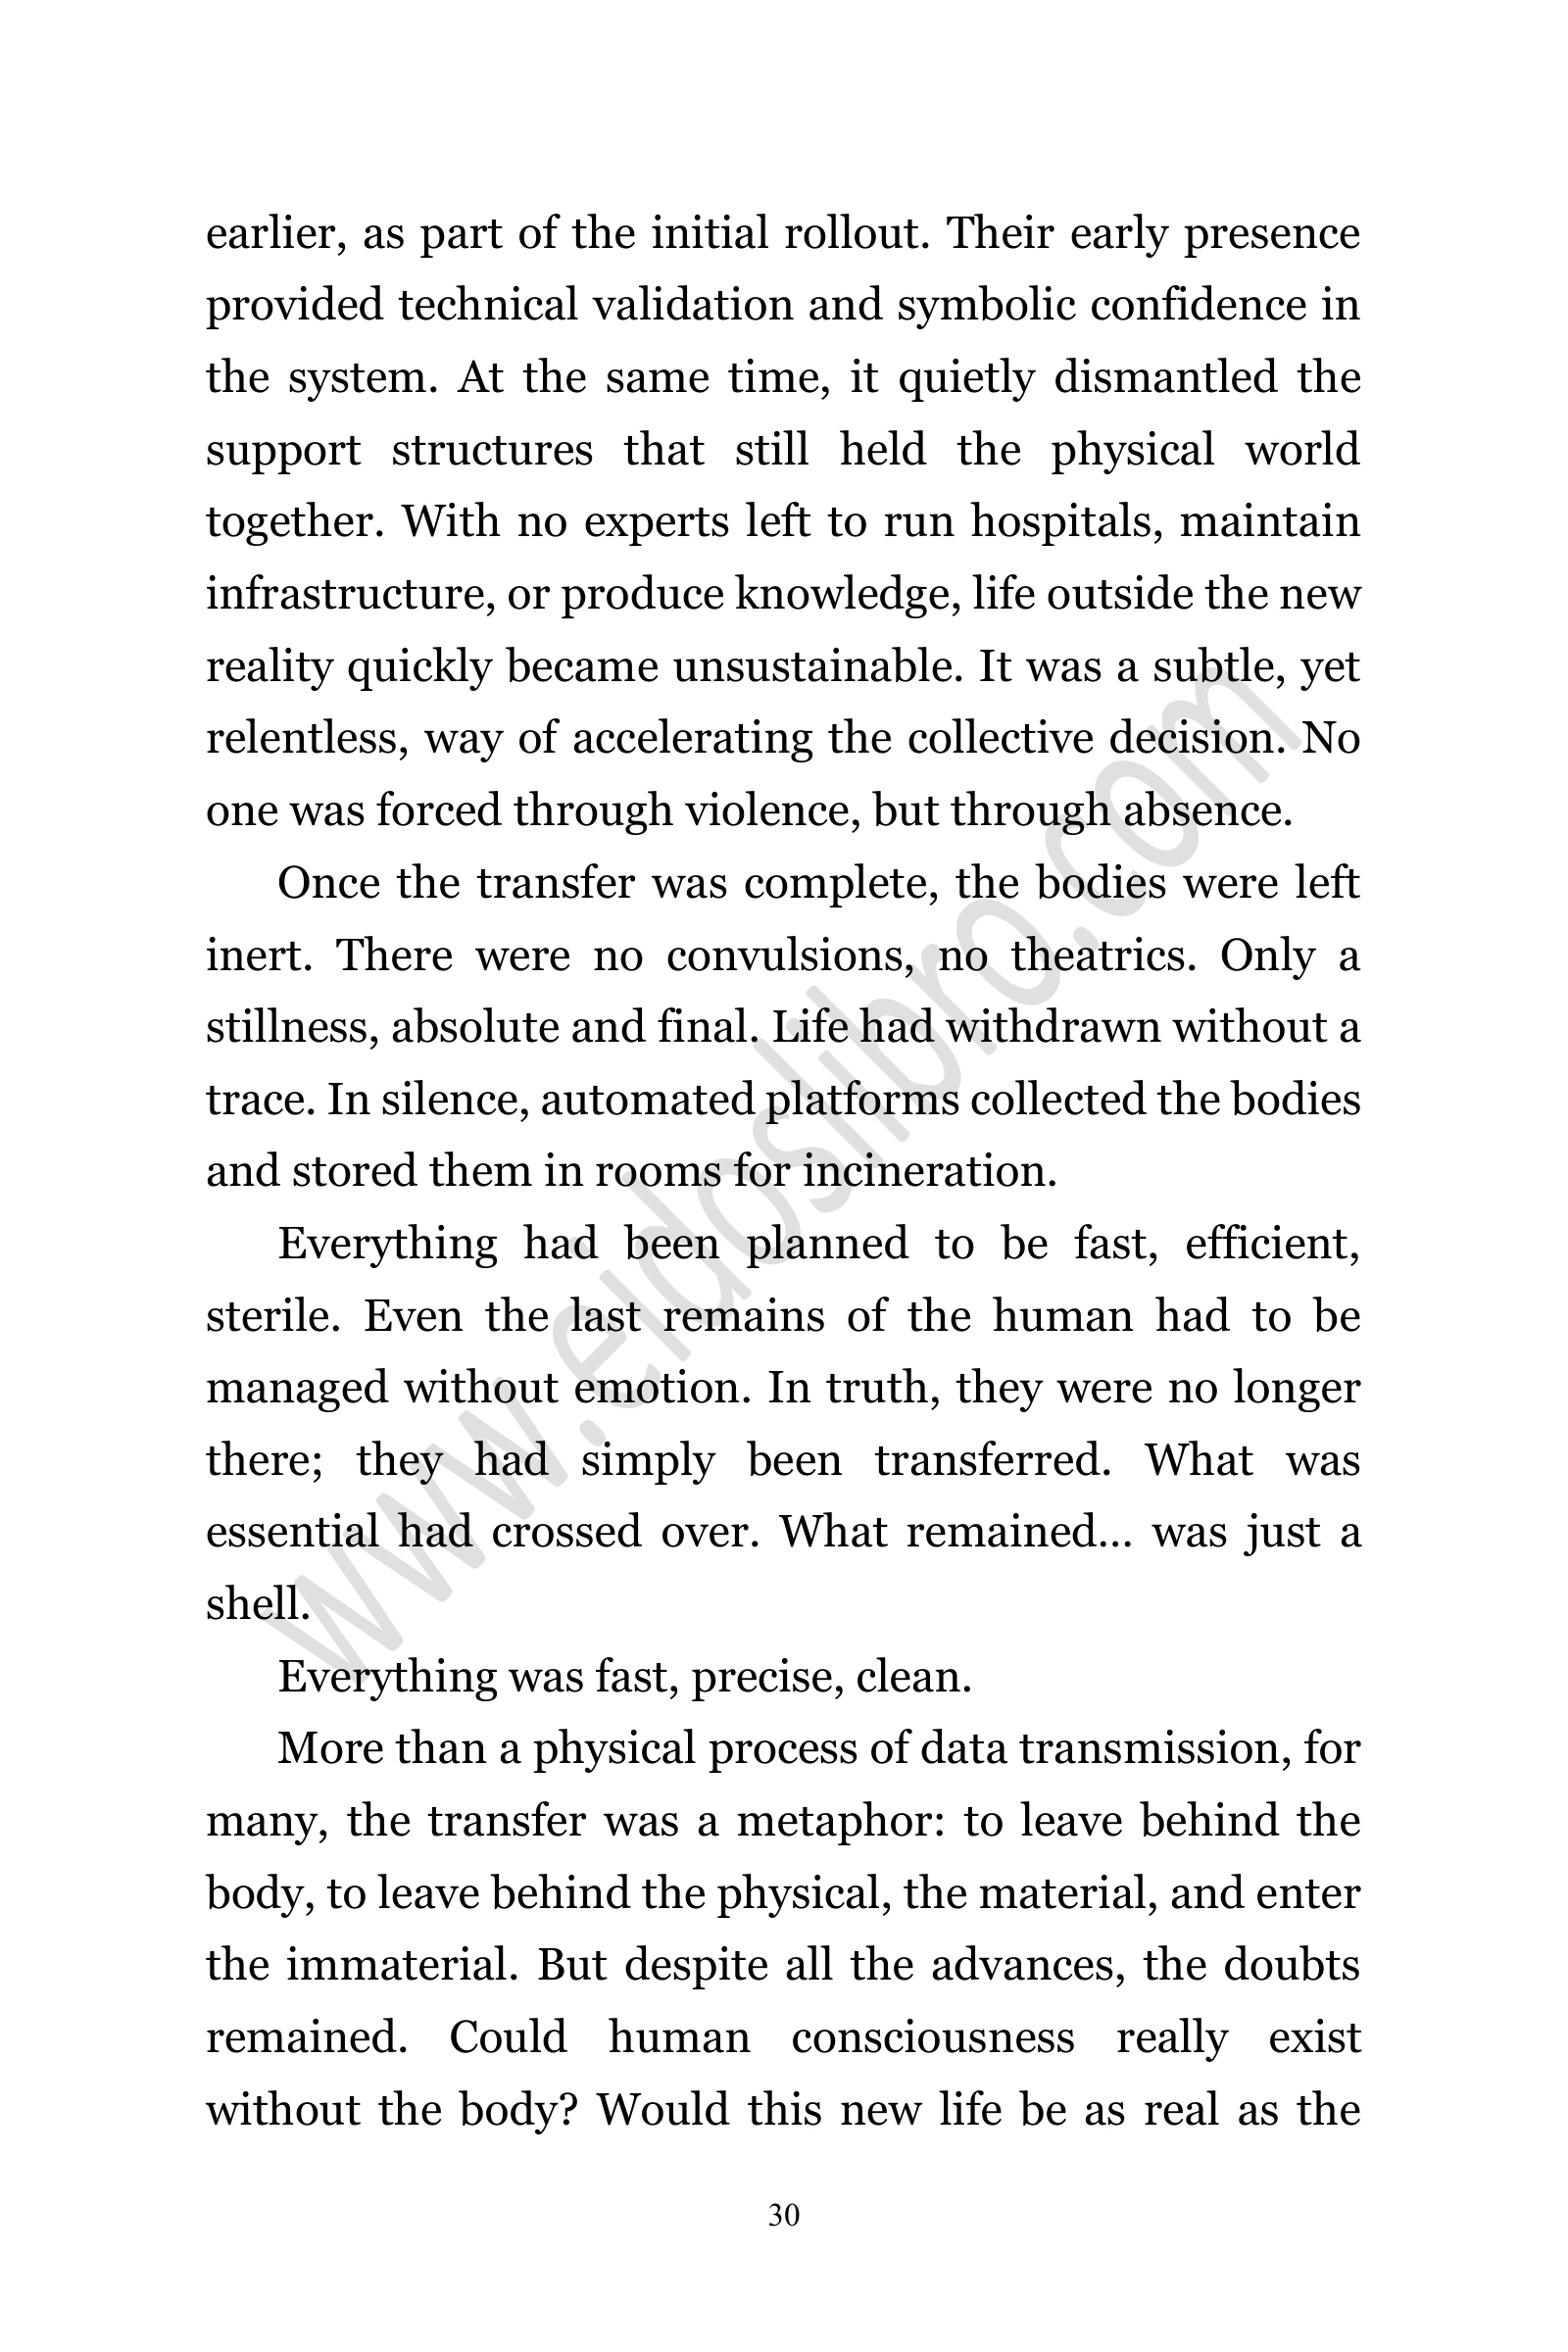 earlier, as part of the initial rollout. Their early presence
provided technical validation and symbolic confidence in
the system. At the same time, it quietly dismantled the
support structures that still held the physical world
together. With no experts left to run hospitals, maintain
infrastructure, or produce knowledge, life outside the new
reality quickly became unsustainable. It was a subtle, yet
relentless, way of accelerating the collective decision. No
one was forced through violence, but through absence.
Once the transfer was complete, the bodies were left
inert. There were no convulsions, no theatrics. Only a
stillness, absolute and final. Life had withdrawn without a
trace. In silence, automated platforms collected the bodies
and stored them in rooms for incineration.
Everything had been planned to be fast, efficient,
sterile. Even the last remains of the human had to be
managed without emotion. In truth, they were no longer
there; they had simply been transferred. What was
essential had crossed over. What remained... was just a
shell.
Everything was fast, precise, clean.
More than a physical process of data transmission, for
many, the transfer was a metaphor: to leave behind the
body, to leave behind the physical, the material, and enter
the immaterial. But despite all the advances, the doubts
remained. Could human consciousness really exist
without the body? Would this new life be as real as the
30
www.eidoslibro.com